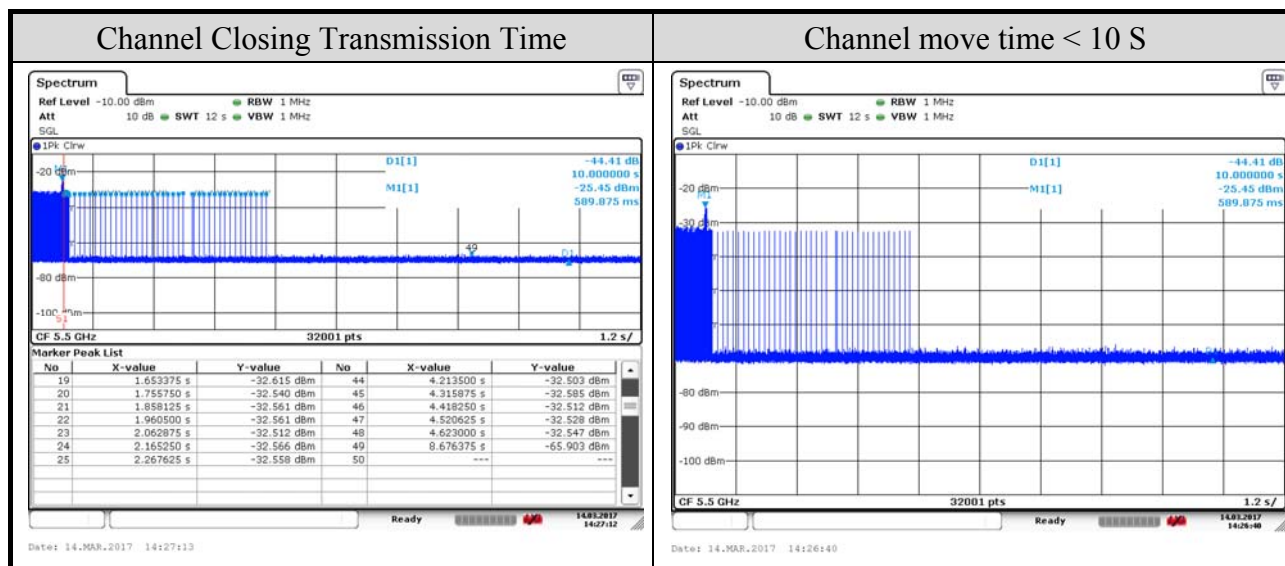 Channel Closing Transmission Time
Channel move time < 10 S
Spectrum
Ref Level -10.00 dBm RBW 1 MHz
Att 10 dB SWT 12 s VBW 1 MHz
SGL
1Pk Clrw
D1[1] -44.41 dB
10.000000 s
M1[1] -25.45 dBm
589.875 ms
-20 dBm
49
D1
-80 dBm
-100 dBm
S1
CF 5.5 GHz 32001 pts 1.2 s/
Marker Peak List
No X-value Y-value No X-value Y-value
19 1.653375 s -32.615 dBm 44 4.213500 s -32.503 dBm
20 1.755750 s -32.540 dBm 45 4.315875 s -32.585 dBm
21 1.858125 s -32.561 dBm 46 4.418250 s -32.512 dBm
22 1.960500 s -32.561 dBm 47 4.520625 s -32.528 dBm
23 2.062875 s -32.512 dBm 48 4.623000 s -32.547 dBm
24 2.165250 s -32.566 dBm 49 8.676375 s -65.903 dBm
25 2.267625 s -32.558 dBm 50 --- ---
Ready 14.03.2017
14:27:12
Date: 14.MAR.2017 14:27:13
Spectrum
Ref Level -10.00 dBm RBW 1 MHz
Att 10 dB SWT 12 s VBW 1 MHz
SGL
1Pk Clrw
D1[1] -44.41 dB
10.000000 s
M1[1] -25.45 dBm
589.875 ms
-20 dBm
M1
-30 dBm
-80 dBm
-90 dBm
-100 dBm
CF 5.5 GHz 32001 pts 1.2 s/
Ready 14.03.2017
14:26:40
Date: 14.MAR.2017 14:26:40